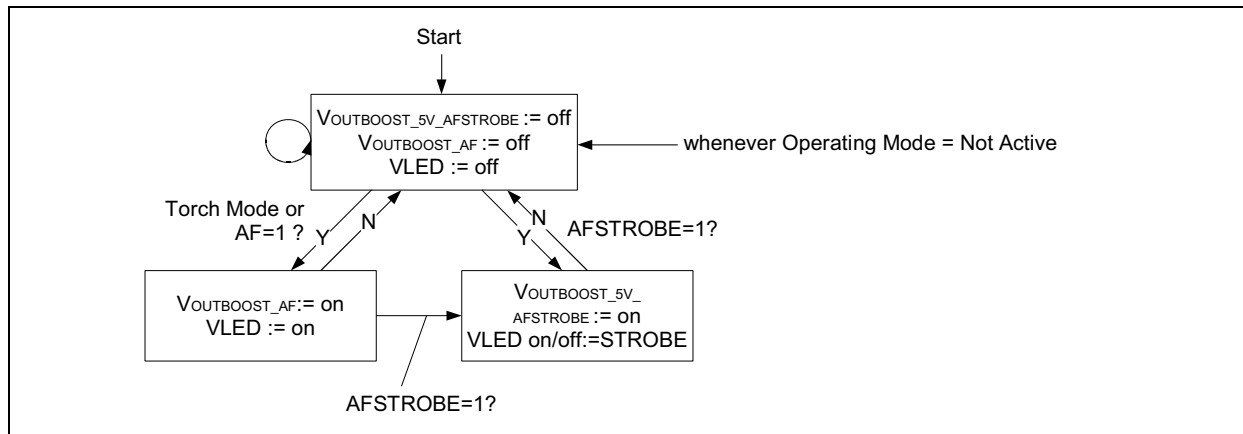 Start
VOUTBOOST_5V_AFSTROBE := off
VOUTBOOST_AF := off
VLED := off
whenever Operating Mode = Not Active
Torch Mode or
AF=1 ?
Y
N
N
Y
AFSTROBE=1?
VOUTBOOST_AF:= on
VLED := on
VOUTBOOST_5V_
AFSTROBE := on
VLED on/off:=STROBE
AFSTROBE=1?